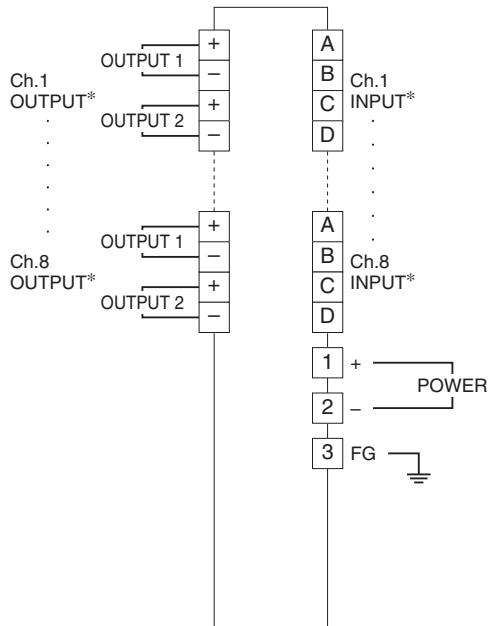 +
OUTPUT 1
–
Ch.1
OUTPUT*
+
OUTPUT 2
–
A
B
Ch.1
INPUT*
C
D
+
OUTPUT 1
–
Ch.8
OUTPUT*
+
OUTPUT 2
–
A
B
Ch.8
INPUT*
C
D
1 +
POWER
2 –
3 FG